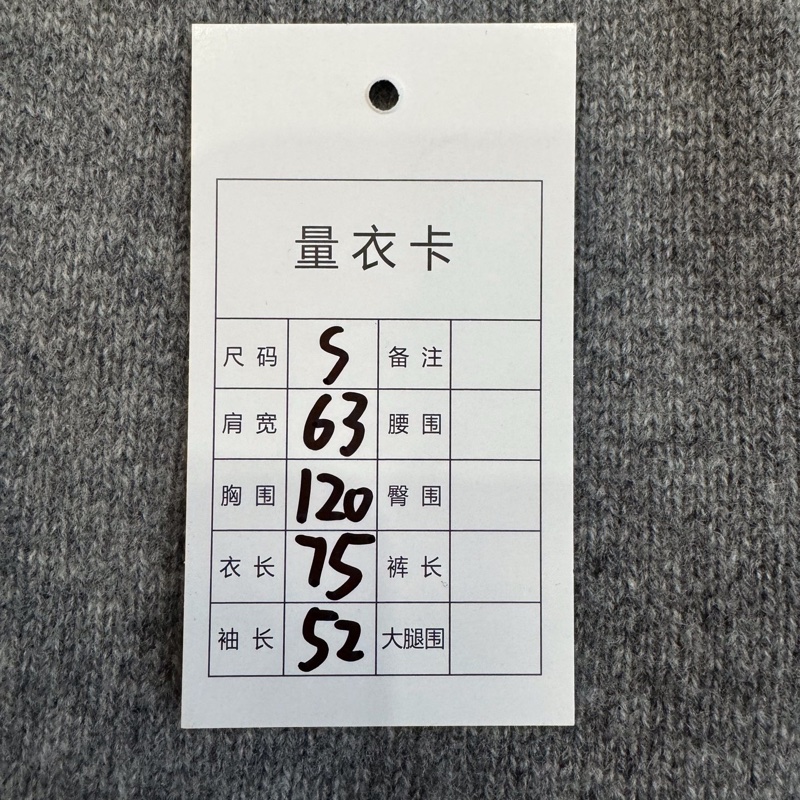 量衣卡
尺码 S 备注
肩宽 63 腰围
胸围 120 臀围
衣长 75 裤长
袖长 52 大腿围